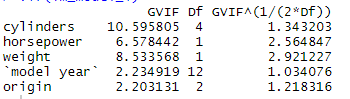 GVIF Df GVIF^(1/(2*Df))
cylinders 10.595805 4 1.343203
horsepower 6.578442 1 2.564847
weight 8.533568 1 2.921227
`model year` 2.234919 12 1.034076
origin 2.203131 2 1.218316